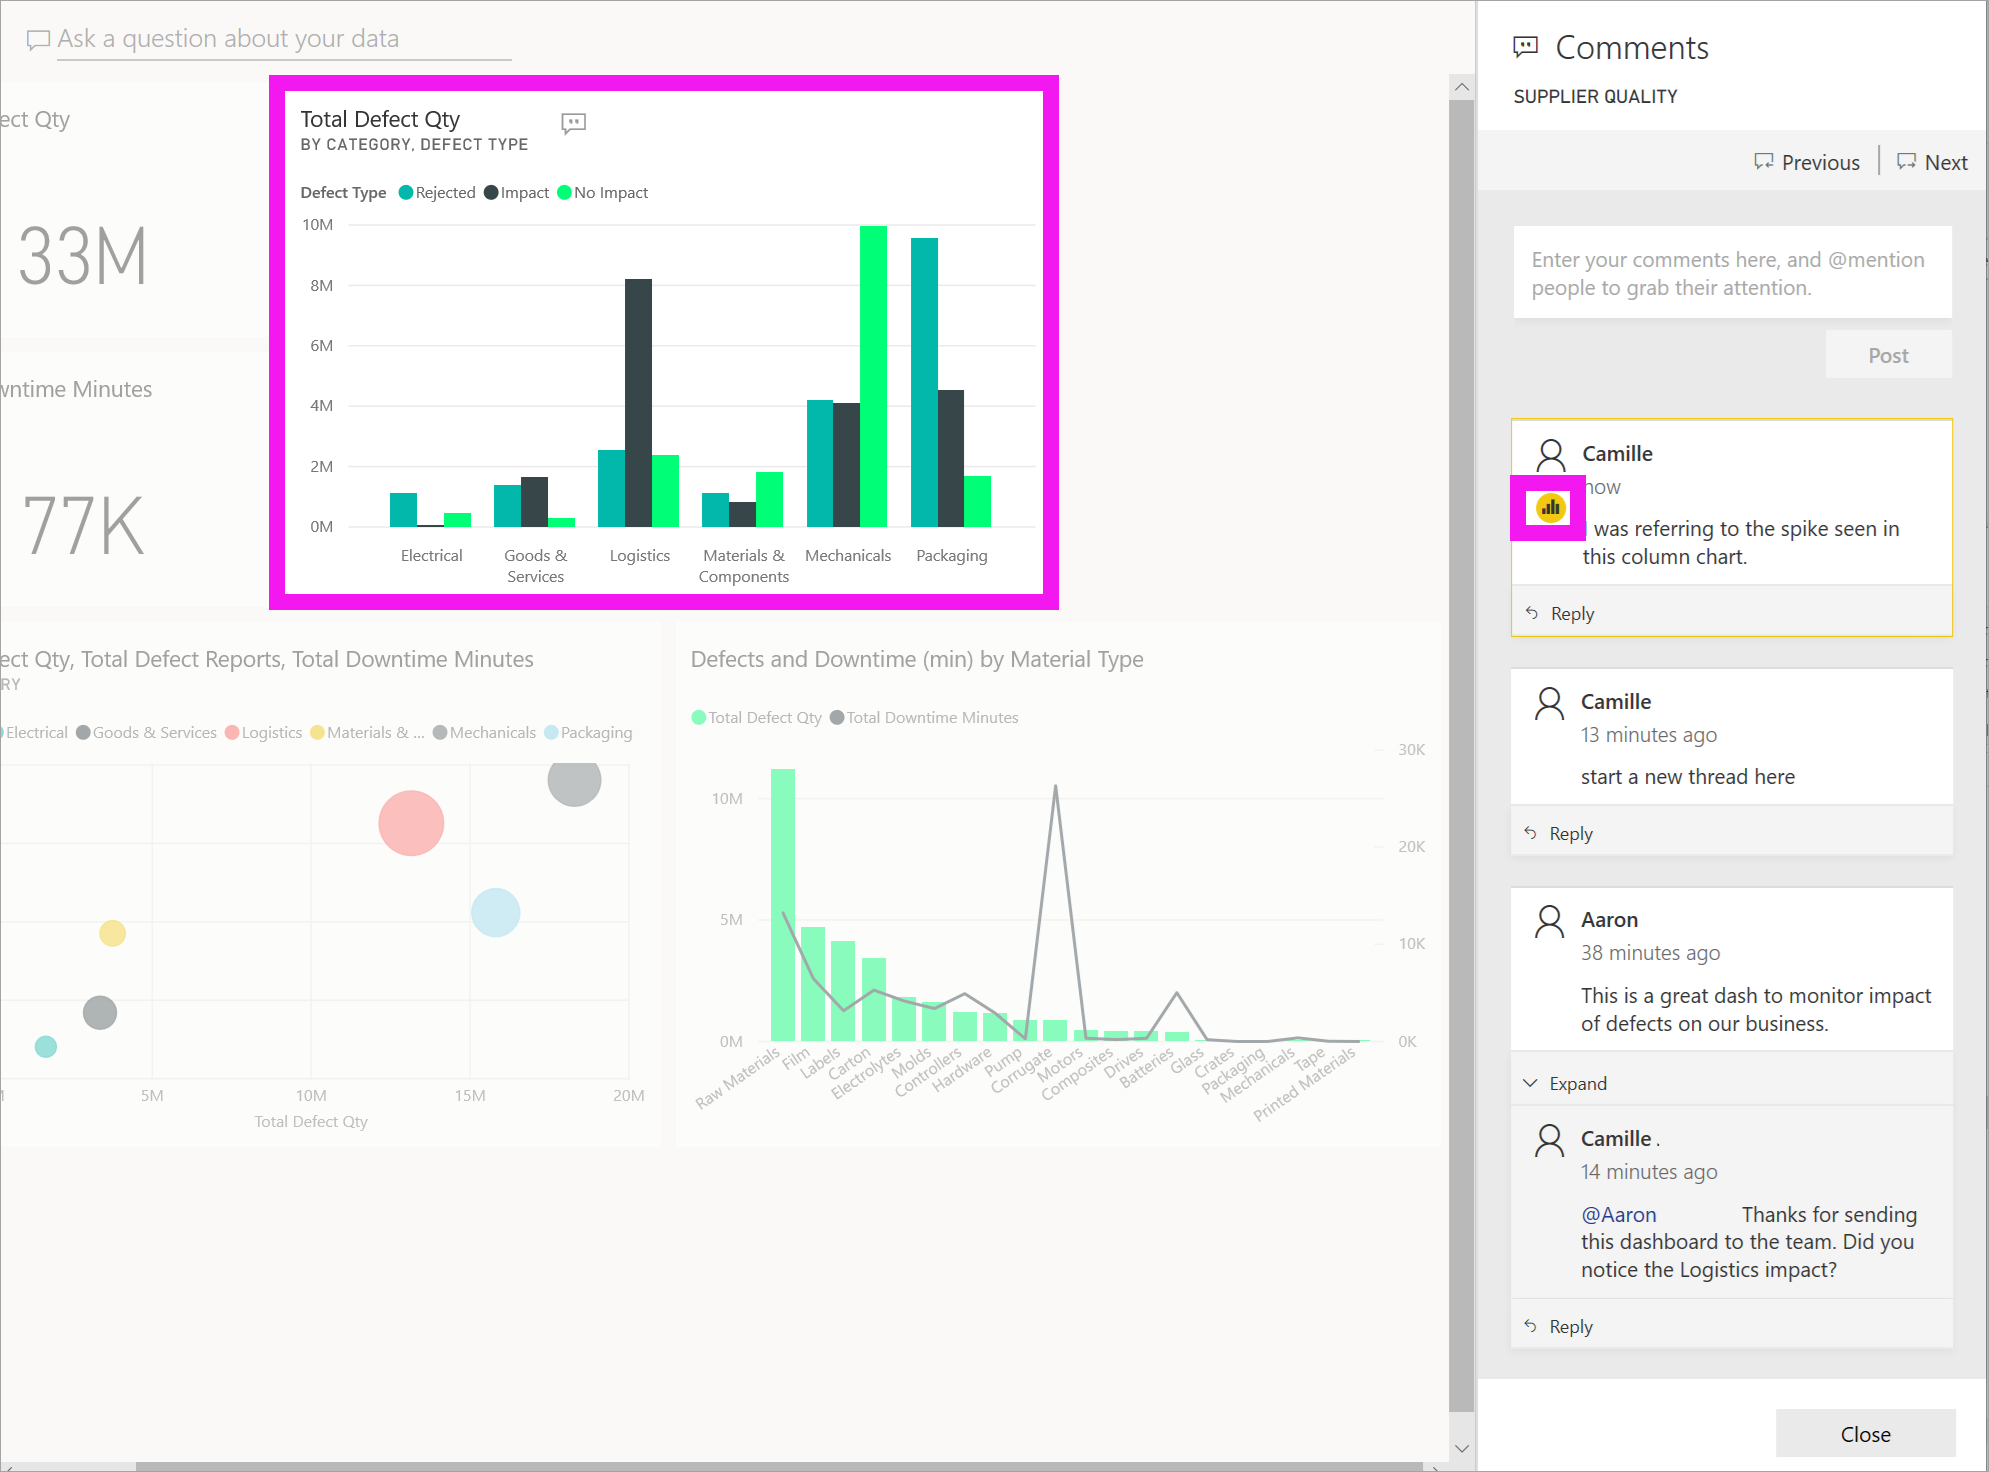 Ask a question about your data
ect Qty
33M
wntime Minutes
77K
Total Defect Qty
BY CATEGORY, DEFECT TYPE
Defect Type Rejected Impact No Impact
10M
8M
6M
4M
2M
0M
Electrical
Goods & Services
Logistics
Materials & Components
Mechanicals
Packaging
ect Qty, Total Defect Reports, Total Downtime Minutes
RY
Electrical Goods & Services Logistics Materials & ... Mechanicals Packaging
5M 10M 15M 20M
Total Defect Qty
Defects and Downtime (min) by Material Type
Total Defect Qty Total Downtime Minutes
10M
5M
0M
30K
20K
10K
0K
Raw Materials
Film
Labels
Carton
Electrolytes
Molds
Controllers
Hardware
Pump
Corrugate
Motors
Composites
Drives
Batteries
Glass
Crates
Packaging
Mechanicals
Tape
Printed Materials
Comments
SUPPLIER QUALITY
Previous Next
Enter your comments here, and @mention
people to grab their attention.
Post
Camille
now
I was referring to the spike seen in
this column chart.
Reply
Camille
13 minutes ago
start a new thread here
Reply
Aaron
38 minutes ago
This is a great dash to monitor impact
of defects on our business.
Expand
Camille .
14 minutes ago
@Aaron Thanks for sending
this dashboard to the team. Did you
notice the Logistics impact?
Reply
Close